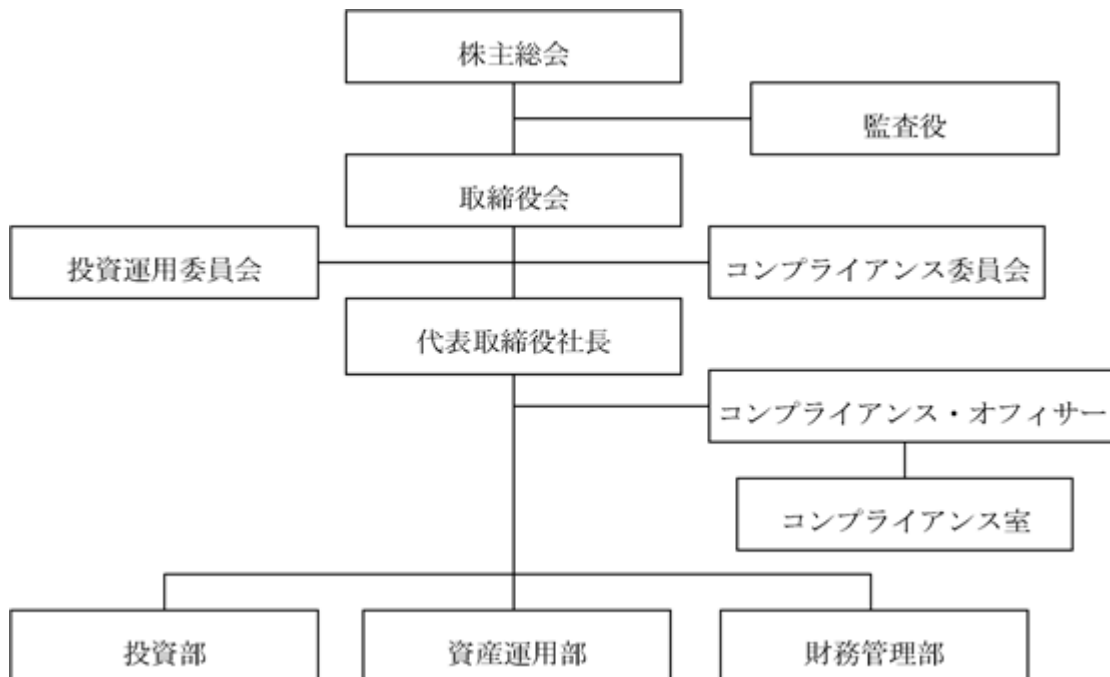 株主総会
監査役
取締役会
投資運用委員会
コンプライアンス委員会
代表取締役社長
コンプライアンス・オフィサー
コンプライアンス室
投資部
資産運用部
財務管理部